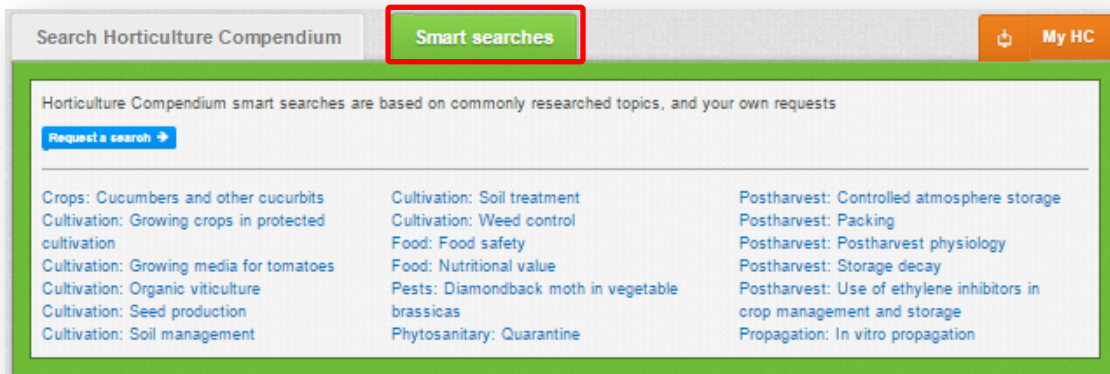 Search Horticulture Compendium
Smart searches
My HC
Horticulture Compendium smart searches are based on commonly researched topics, and your own requests
Request a search →
Crops: Cucumbers and other cucurbits
Cultivation: Growing crops in protected
cultivation
Cultivation: Growing media for tomatoes
Cultivation: Organic viticulture
Cultivation: Seed production
Cultivation: Soil management
Cultivation: Soil treatment
Cultivation: Weed control
Food: Food safety
Food: Nutritional value
Pests: Diamondback moth in vegetable
brassicas
Phytosanitary: Quarantine
Postharvest: Controlled atmosphere storage
Postharvest: Packing
Postharvest: Postharvest physiology
Postharvest: Storage decay
Postharvest: Use of ethylene inhibitors in
crop management and storage
Propagation: In vitro propagation